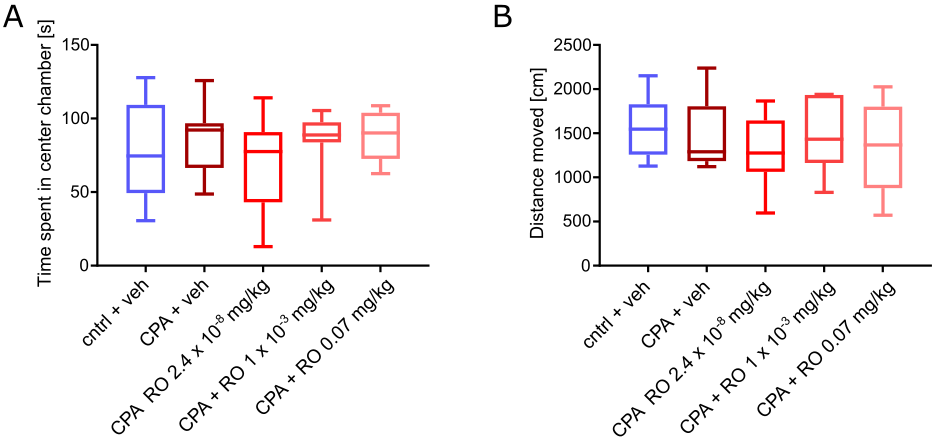 A
Time spent in center chamber [s]
150
100
50
0
cntrl + veh
CPA + veh
CPA RO 2.4 x 10⁻⁸ mg/kg
CPA + RO 1 x 10⁻³ mg/kg
CPA + RO 0.07 mg/kg
B
Distance moved [cm]
2500
2000
1500
1000
500
0
cntrl + veh
CPA + veh
CPA RO 2.4 x 10⁻⁸ mg/kg
CPA + RO 1 x 10⁻³ mg/kg
CPA + RO 0.07 mg/kg